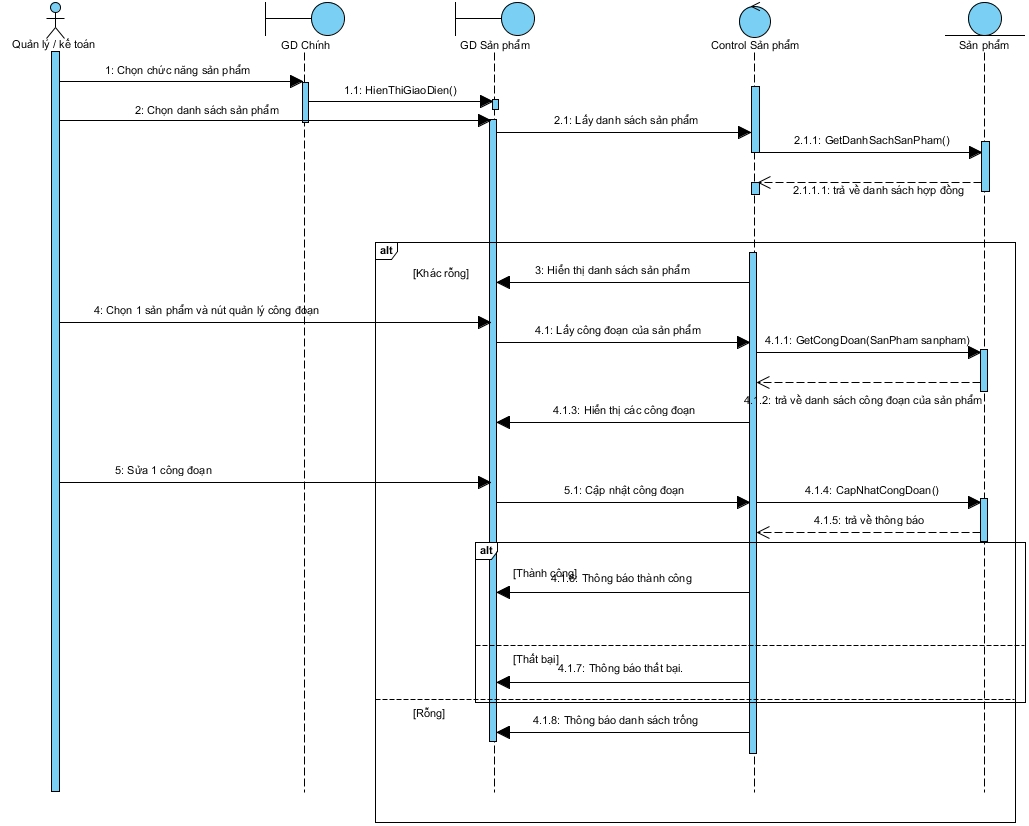 Quản lý / kế toán
GD Chính
GD Sản phẩm
Control Sản phẩm
Sản phẩm
1: Chọn chức năng sản phẩm
1.1: HienThiGiaoDien()
2: Chọn danh sách sản phẩm
2.1: Lấy danh sách sản phẩm
2.1.1: GetDanhSachSanPham()
2.1.1.1: trả về danh sách hợp đồng
alt
[Khác rỗng]
3: Hiển thị danh sách sản phẩm
4: Chọn 1 sản phẩm và nút quản lý công đoạn
4.1: Lấy công đoạn của sản phẩm
4.1.1: GetCongDoan(SanPham sanpham)
4.1.2: trả về danh sách công đoạn của sản phẩm
4.1.3: Hiển thị các công đoạn
5: Sửa 1 công đoạn
5.1: Cập nhật công đoạn
4.1.4: CapNhatCongDoan()
4.1.5: trả về thông báo
alt
[Thành công]
4.1.6: Thông báo thành công
[Thất bại]
4.1.7: Thông báo thất bại.
[Rỗng]
4.1.8: Thông báo danh sách trống